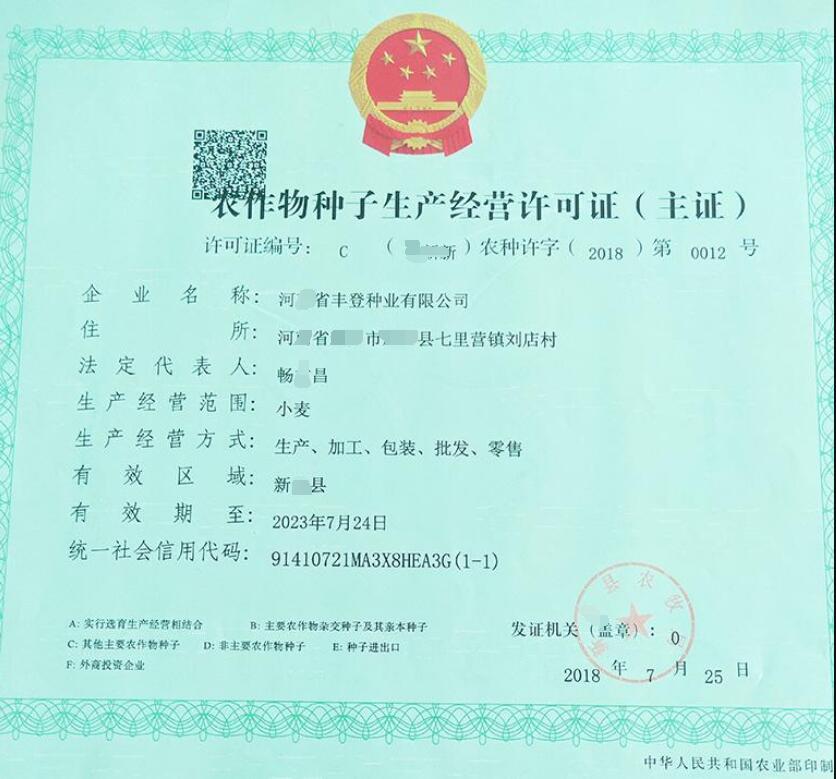 农作物种子生产经营许可证（主证）
许可证编号： C （ 新）农种许字（ 2018 ）第 0012 号
企业名称： 河 省丰登种业有限公司
住所： 河 省 市 县七里营镇刘店村
法定代表人： 畅 昌
生产经营范围： 小麦
生产经营方式： 生产、加工、包装、批发、零售
有效区域： 新 县
有效期至： 2023年7月24日
统一社会信用代码： 91410721MA3X8HEA3G(1-1)
A: 实行选育生产经营相结合 B: 主要农作物杂交种子及其亲本种子
C: 其他主要农作物种子 D: 非主要农作物种子 E: 种子进出口
F: 外商投资企业
县农牧
发证机关（盖章）： 0
2018 年 7 月 25 日
中华人民共和国农业部印制